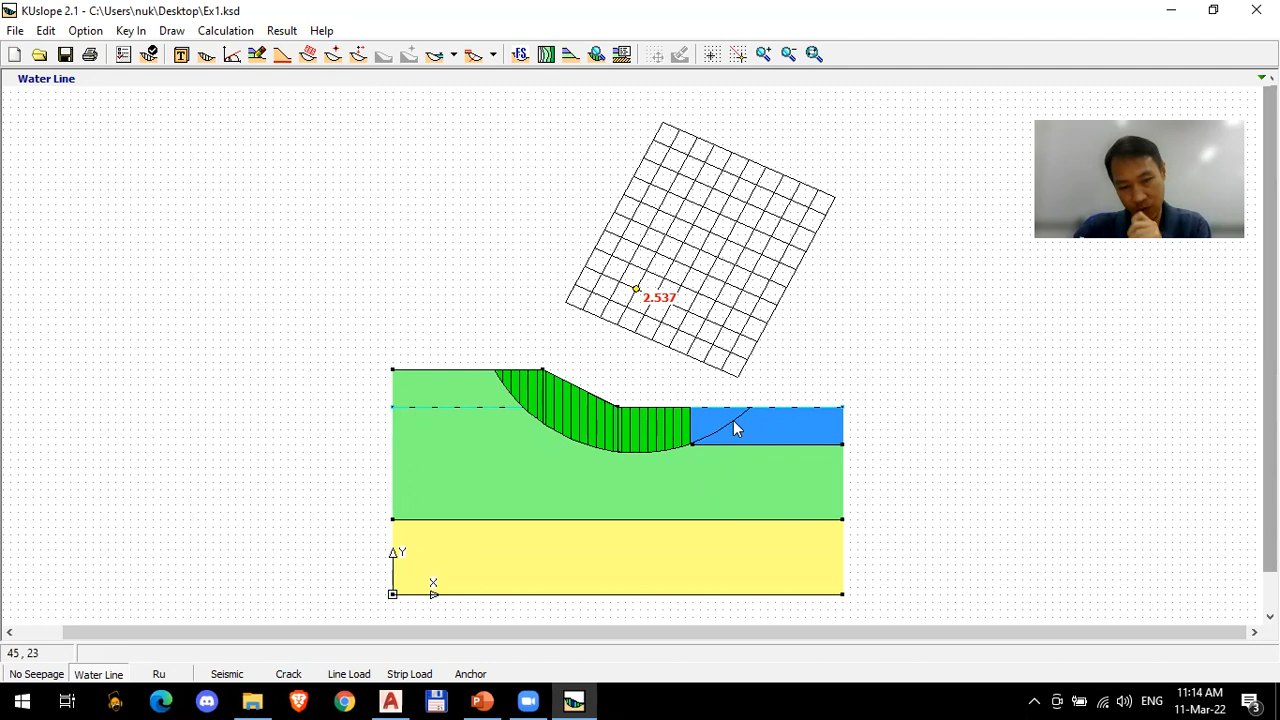 KUslope 2.1 - C:\Users\nuk\Desktop\Ex1.ksd
File Edit Option Key In Draw Calculation Result Help
T FS
Water Line
2.537
Y
X
45 , 23
No Seepage Water Line Ru Seismic Crack Line Load Strip Load Anchor
ENG
11:14 AM
11-Mar-22
3